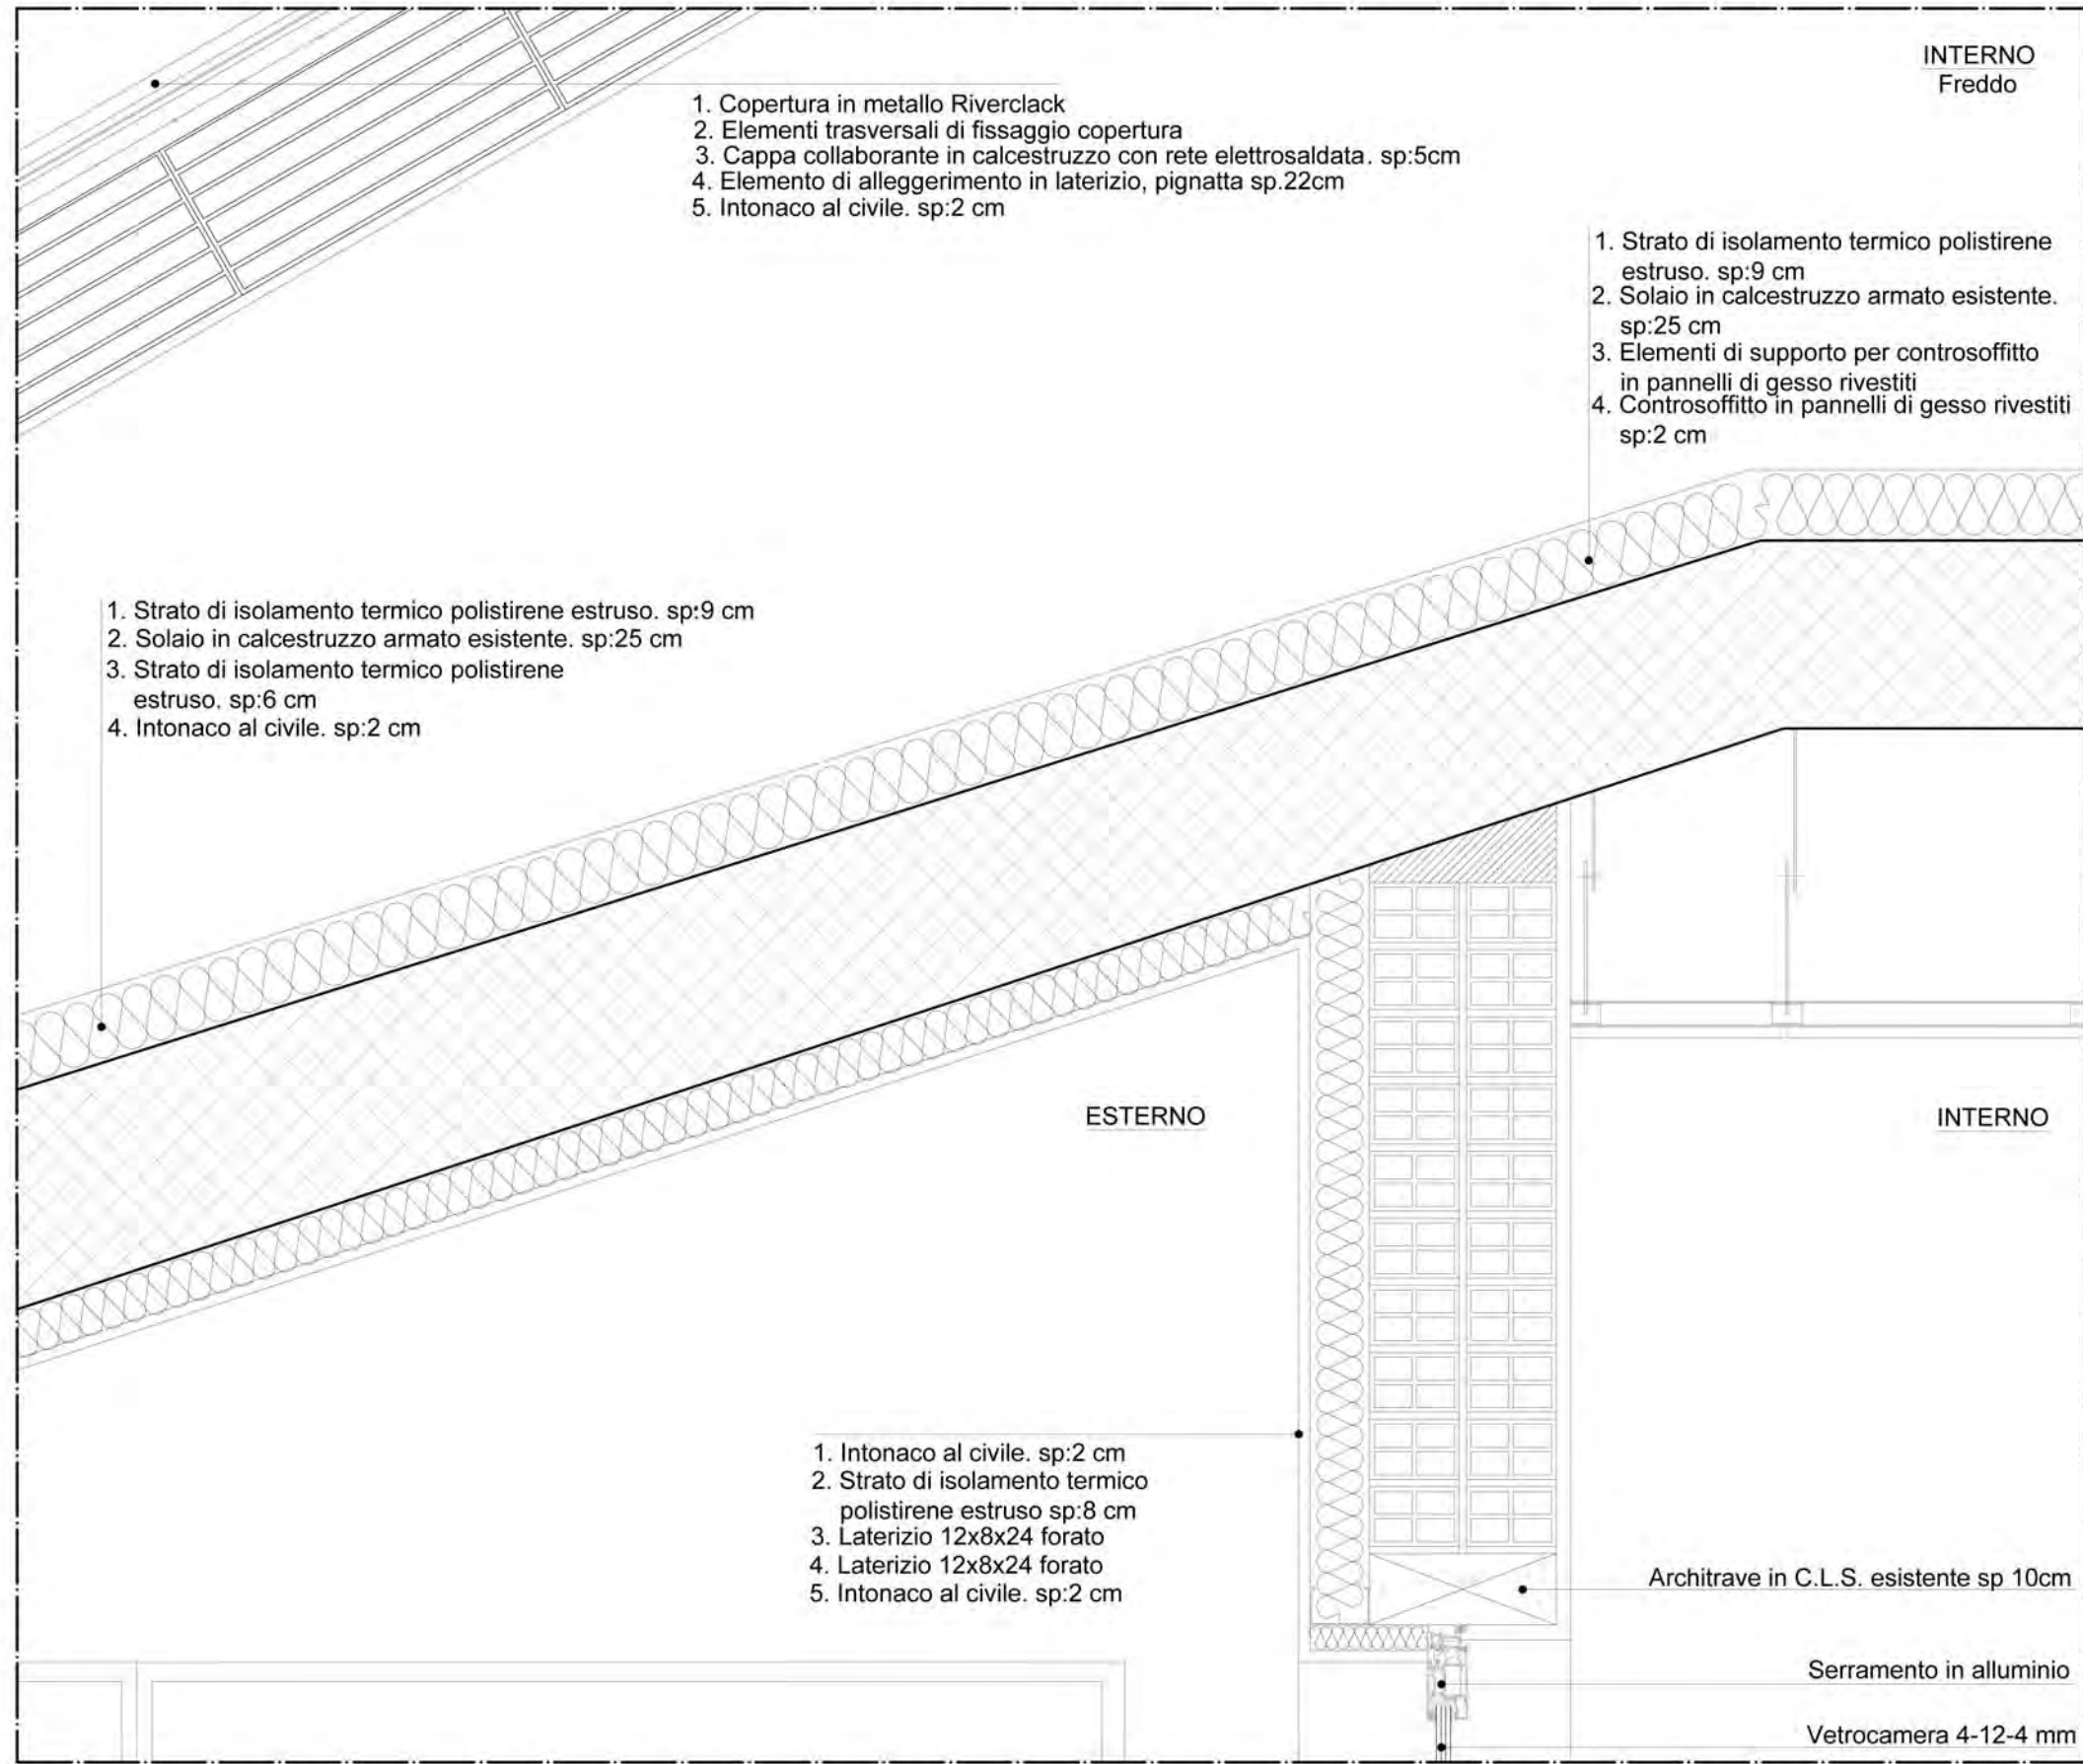 INTERNO
Freddo
1. Copertura in metallo Riverclack
2. Elementi trasversali di fissaggio copertura
3. Cappa collaborante in calcestruzzo con rete elettrosaldata. sp:5cm
4. Elemento di alleggerimento in laterizio, pignatta sp.22cm
5. Intonaco al civile. sp:2 cm
1. Strato di isolamento termico polistirene
estruso. sp:9 cm
2. Solaio in calcestruzzo armato esistente.
sp:25 cm
3. Elementi di supporto per controsoffitto
in pannelli di gesso rivestiti
4. Controsoffitto in pannelli di gesso rivestiti
sp:2 cm
1. Strato di isolamento termico polistirene estruso. sp:9 cm
2. Solaio in calcestruzzo armato esistente. sp:25 cm
3. Strato di isolamento termico polistirene
estruso. sp:6 cm
4. Intonaco al civile. sp:2 cm
ESTERNO
INTERNO
1. Intonaco al civile. sp:2 cm
2. Strato di isolamento termico
polistirene estruso sp:8 cm
3. Laterizio 12x8x24 forato
4. Laterizio 12x8x24 forato
5. Intonaco al civile. sp:2 cm
Architrave in C.L.S. esistente sp 10cm
Serramento in alluminio
Vetrocamera 4-12-4 mm